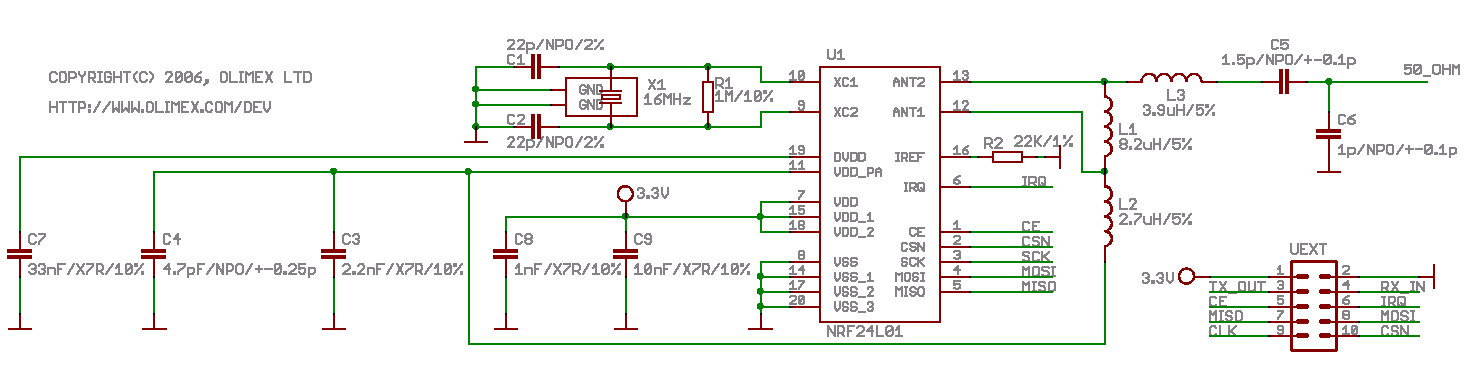 COPYRIGHT(C) 2006, OLIMEX LTD
HTTP://WWW.OLIMEX.COM/DEV
22p/NPO/2%
C1
GND
GND
X1
16MHz
R1
1M/10%
C2
22p/NPO/2%
U1
10 XC1
9 XC2
19 DVDD
11 VDD_PA
7 VDD
15 VDD_1
18 VDD_2
8 VSS
14 VSS_1
17 VSS_2
20 VSS_3
ANT2 13
ANT1 12
IREF 16
IRQ 6 IRQ
CE 1 CE
CSN 2 CSN
SCK 3 SCK
MOSI 4 MOSI
MISO 5 MISO
NRF24L01
R2 22K/1%
L3
3.9uH/5%
C5
1.5p/NPO/+-0.1p
50_OHM
C6
1p/NPO/+-0.1p
L1
8.2uH/5%
L2
2.7uH/5%
C7
33nF/X7R/10%
C4
4.7pF/NPO/+-0.25p
C3
2.2nF/X7R/10%
3.3V
C8
1nF/X7R/10%
C9
10nF/X7R/10%
UEXT
3.3V 1 2
TX_OUT 3 4 RX_IN
CE 5 6 IRQ
MISO 7 8 MOSI
CLK 9 10 CSN